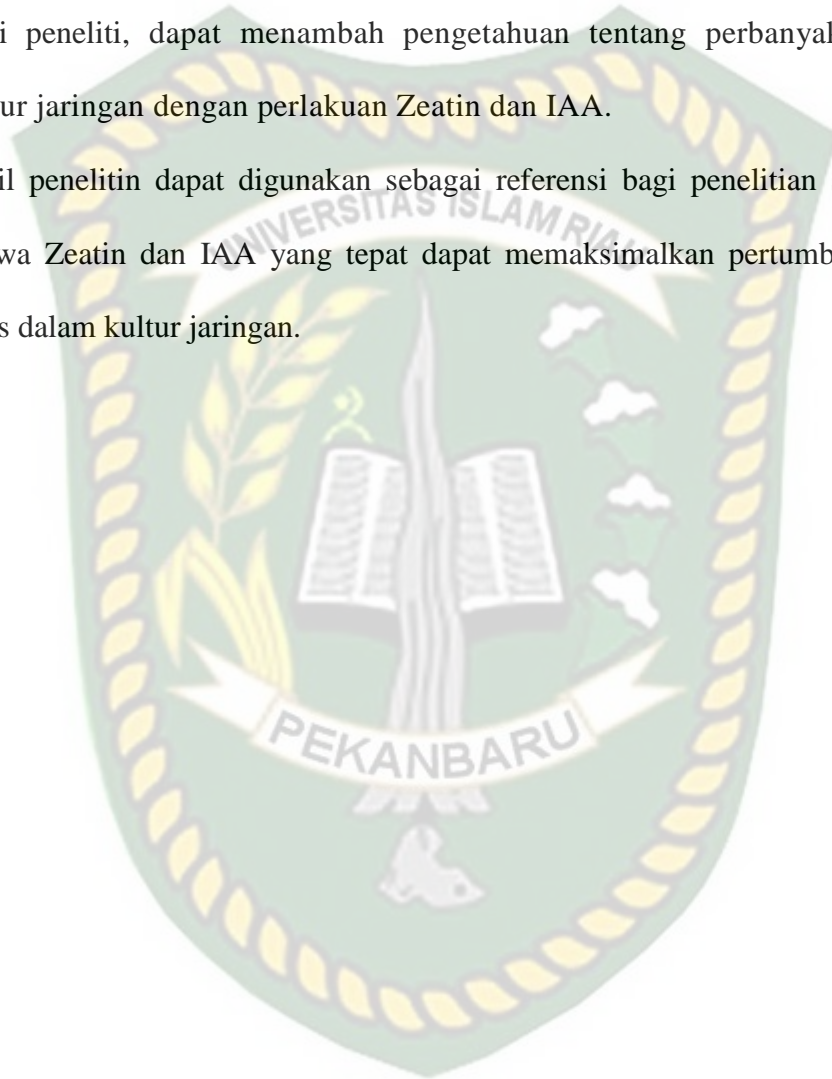 i peneliti, dapat menambah pengetahuan tentang perbanyak
ur jaringan dengan perlakuan Zeatin dan IAA.
il penelitin dapat digunakan sebagai referensi bagi penelitian
wa Zeatin dan IAA yang tepat dapat memaksimalkan pertumb
s dalam kultur jaringan.
UNIVERSITAS ISLAM RIAU
PEKANBARU